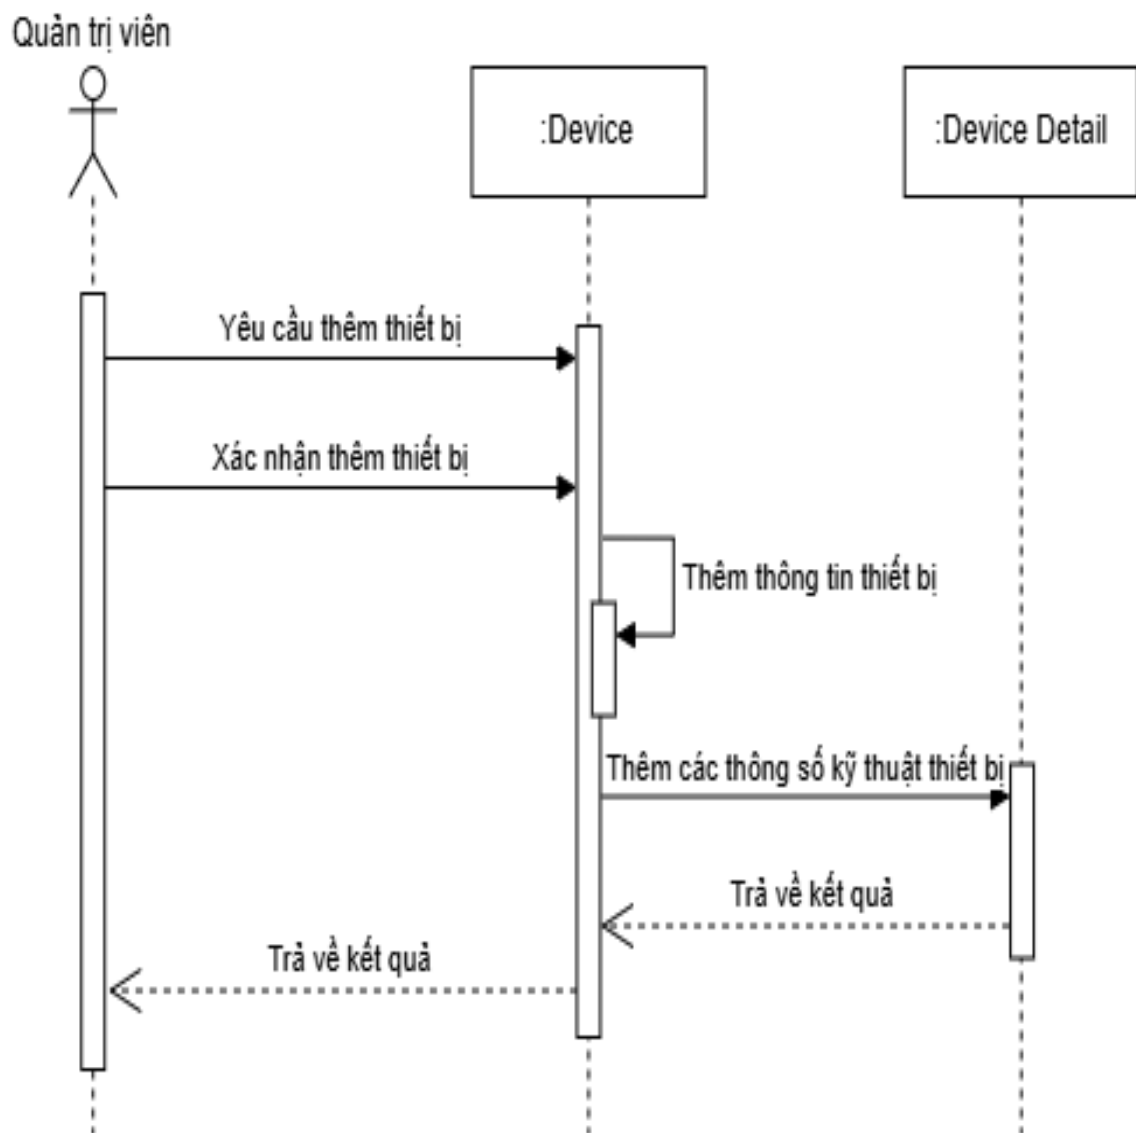 Quản trị viên
:Device
:Device Detail
Yêu cầu thêm thiết bị
Xác nhận thêm thiết bị
Thêm thông tin thiết bị
Thêm các thông số kỹ thuật thiết bị
Trả về kết quả
Trả về kết quả